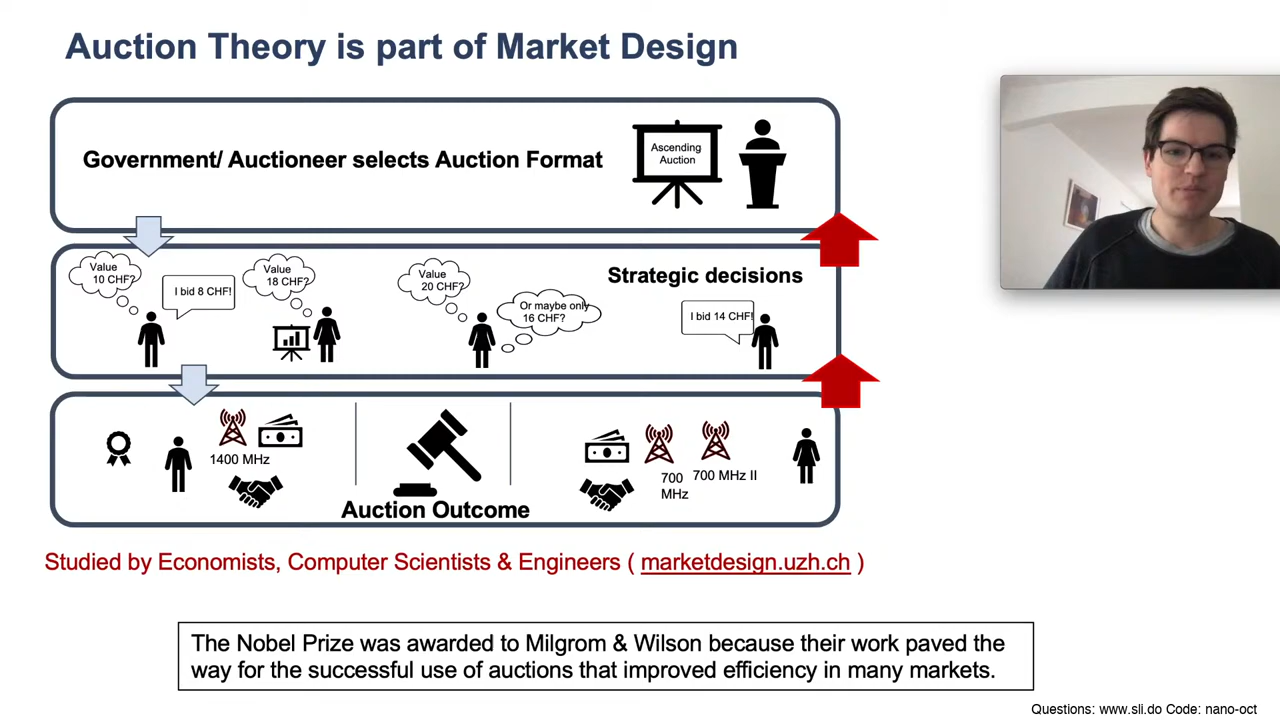 Auction Theory is part of Market Design
Government/ Auctioneer selects Auction Format
Ascending
Auction
Value
10 CHF?
I bid 8 CHF!
Value
18 CHF?
Value
20 CHF?
Or maybe only
16 CHF?
Strategic decisions
I bid 14 CHF!
1400 MHz
Auction Outcome
700
MHz
700 MHz II
Studied by Economists, Computer Scientists & Engineers ( marketdesign.uzh.ch )
The Nobel Prize was awarded to Milgrom & Wilson because their work paved the
way for the successful use of auctions that improved efficiency in many markets.
Questions: www.sli.do Code: nano-oct